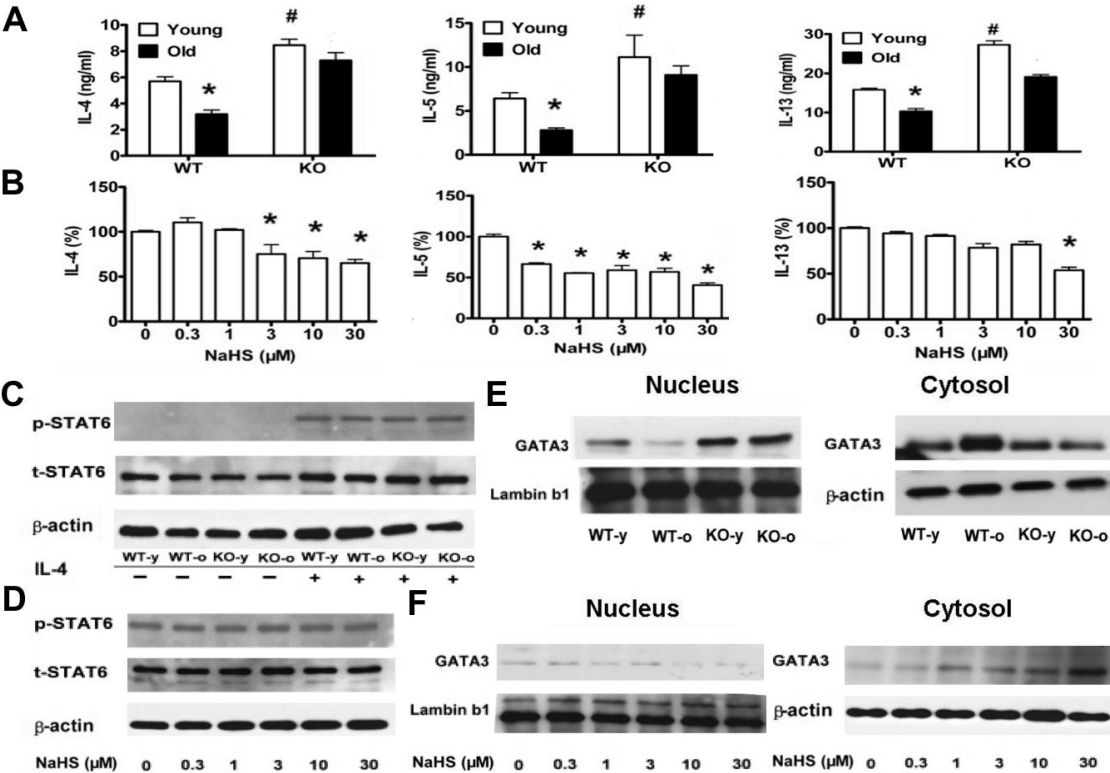 A
IL-4 (ng/ml)
10
8
6
4
2
0
Young
Old
*
#
WT KO
IL-5 (ng/ml)
15
10
5
0
Young
Old
*
#
WT KO
IL-13 (ng/ml)
30
20
10
0
Young
Old
*
#
WT KO
B
IL-4 (%)
150
100
50
0
* * *
0 0.3 1 3 10 30
NaHS (µM)
IL-5 (%)
150
100
50
0
* * * * *
0 0.3 1 3 10 30
NaHS (µM)
IL-13 (%)
150
100
50
0
*
0 0.3 1 3 10 30
NaHS (µM)
C
p-STAT6
t-STAT6
β-actin
WT-y WT-o KO-y KO-o WT-y WT-o KO-y KO-o
IL-4 − − − − + + + +
E
Nucleus Cytosol
GATA3 GATA3
Lambin b1 β-actin
WT-y WT-o KO-y KO-o WT-y WT-o KO-y KO-o
D
p-STAT6
t-STAT6
β-actin
NaHS (µM) 0 0.3 1 3 10 30
F
Nucleus Cytosol
GATA3 GATA3
Lambin b1 β-actin
NaHS (µM) 0 0.3 1 3 10 30 0 0.3 1 3 10 30